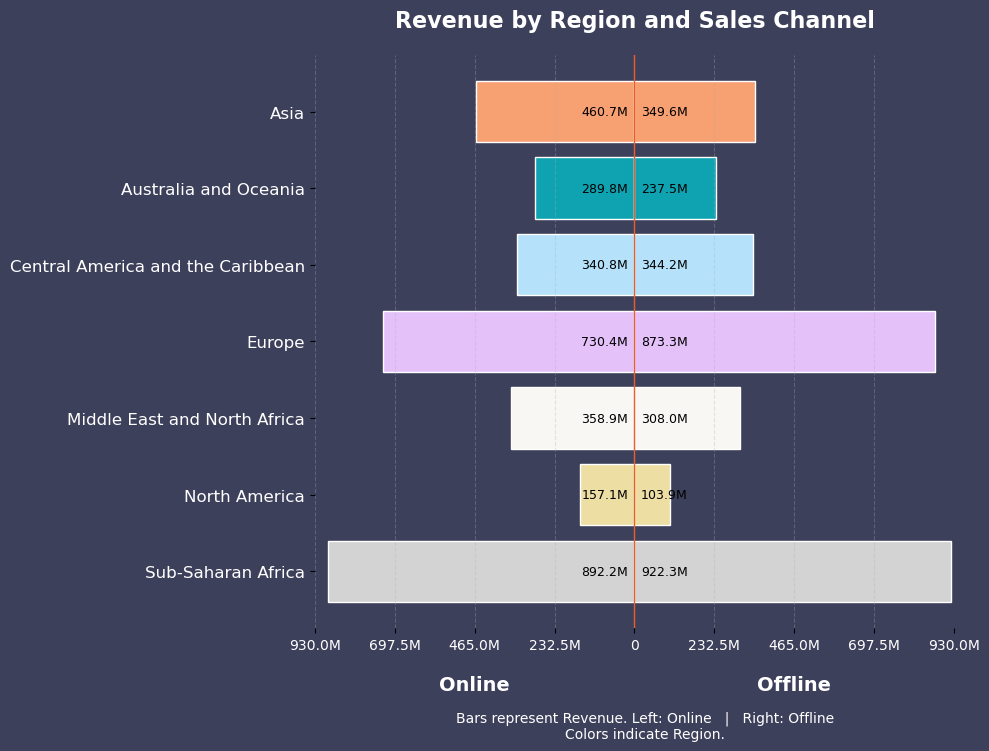 Revenue by Region and Sales Channel
Asia
460.7M
349.6M
Australia and Oceania
289.8M
237.5M
Central America and the Caribbean
340.8M
344.2M
Europe
730.4M
873.3M
Middle East and North Africa
358.9M
308.0M
North America
157.1M
103.9M
Sub-Saharan Africa
892.2M
922.3M
930.0M 697.5M 465.0M 232.5M 0 232.5M 465.0M 697.5M 930.0M
Online Offline
Bars represent Revenue. Left: Online | Right: Offline
Colors indicate Region.